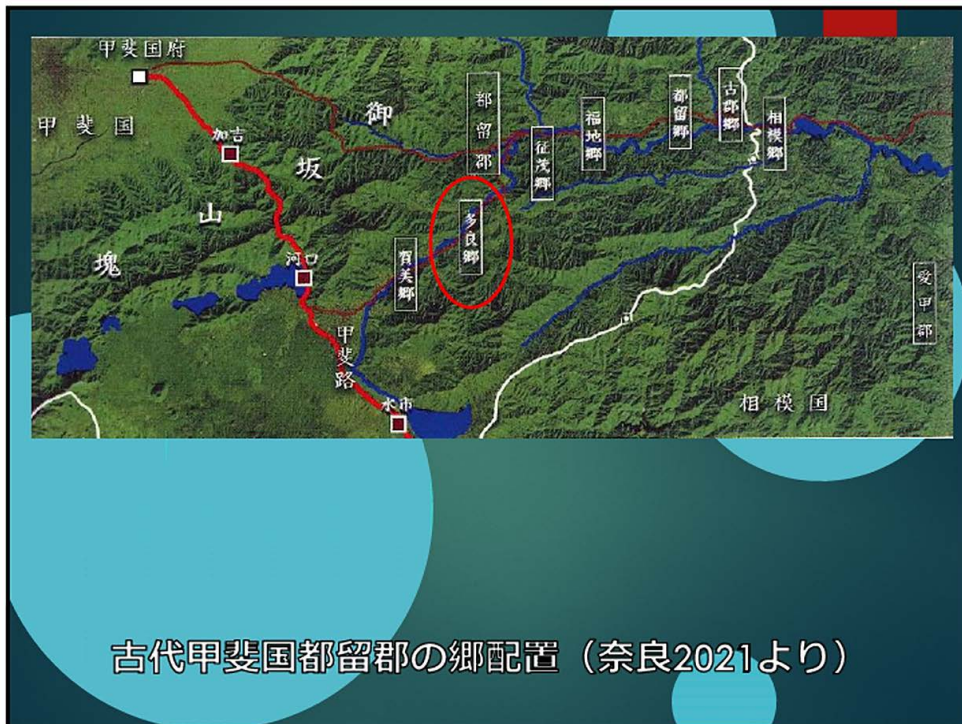 甲斐国府
甲斐国
加吉
御
坂
山
塊
河口
甲斐路
水市
賀美郷
多良郷
都留郡
征茂郷
福地郷
都留郷
古郡郷
相模郷
愛甲郡
相模国
古代甲斐国都留郡の郷配置（奈良2021より）